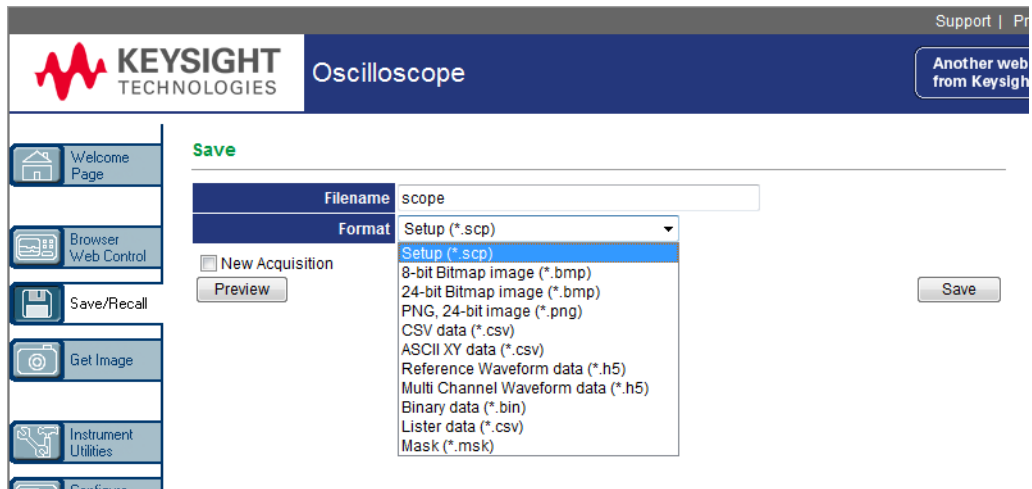 Support | Pr
KEYSIGHT
TECHNOLOGIES
Oscilloscope
Another web
from Keysigh
Welcome
Page
Browser
Web Control
Save/Recall
Get Image
Instrument
Utilities
Configure
Save
Filename scope
Format Setup (*.scp)
Setup (*.scp)
8-bit Bitmap image (*.bmp)
24-bit Bitmap image (*.bmp)
PNG, 24-bit image (*.png)
CSV data (*.csv)
ASCII XY data (*.csv)
Reference Waveform data (*.h5)
Multi Channel Waveform data (*.h5)
Binary data (*.bin)
Lister data (*.csv)
Mask (*.msk)
New Acquisition
Preview
Save